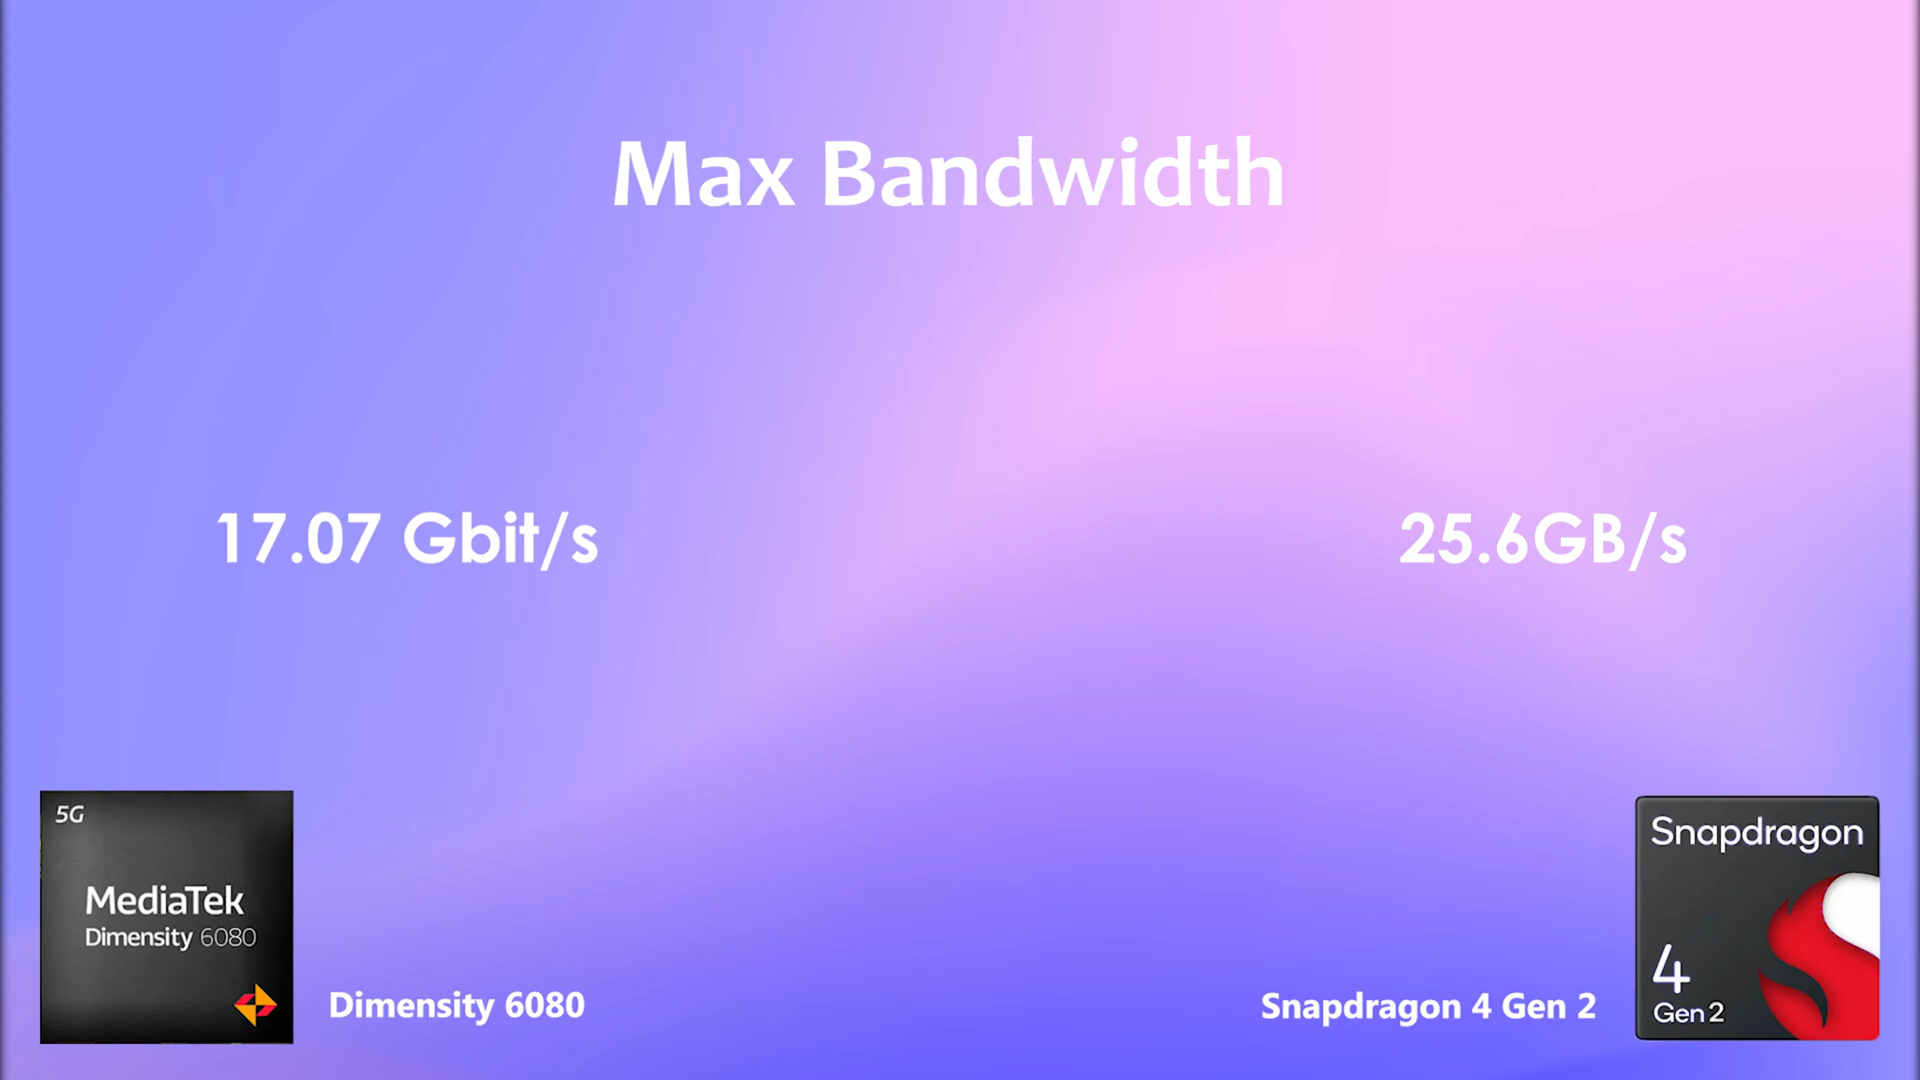 Max Bandwidth
17.07 Gbit/s
25.6GB/s
5G
MediaTek
Dimensity 6080
Dimensity 6080
Snapdragon 4 Gen 2
Snapdragon
4
Gen 2